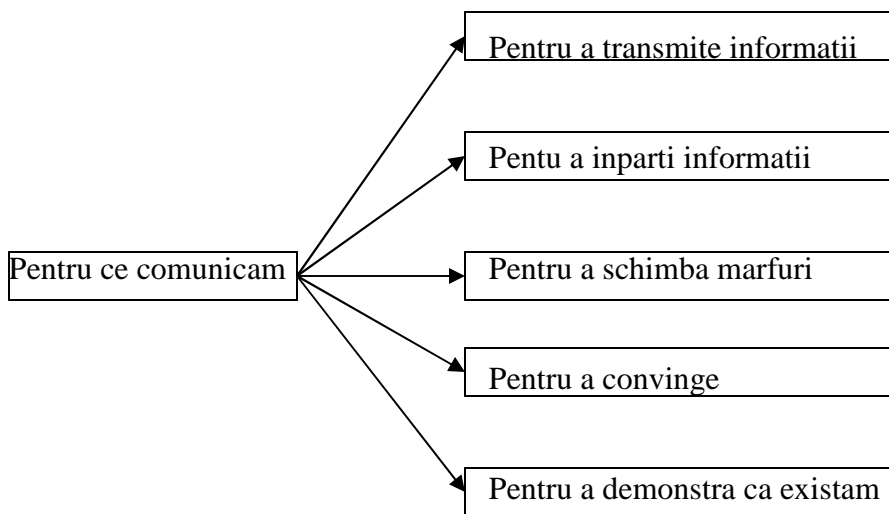 Pentru a transmite informatii
Pentu a inparti informatii
Pentru ce comunicam
Pentru a schimba marfuri
Pentru a convinge
Pentru a demonstra ca existam